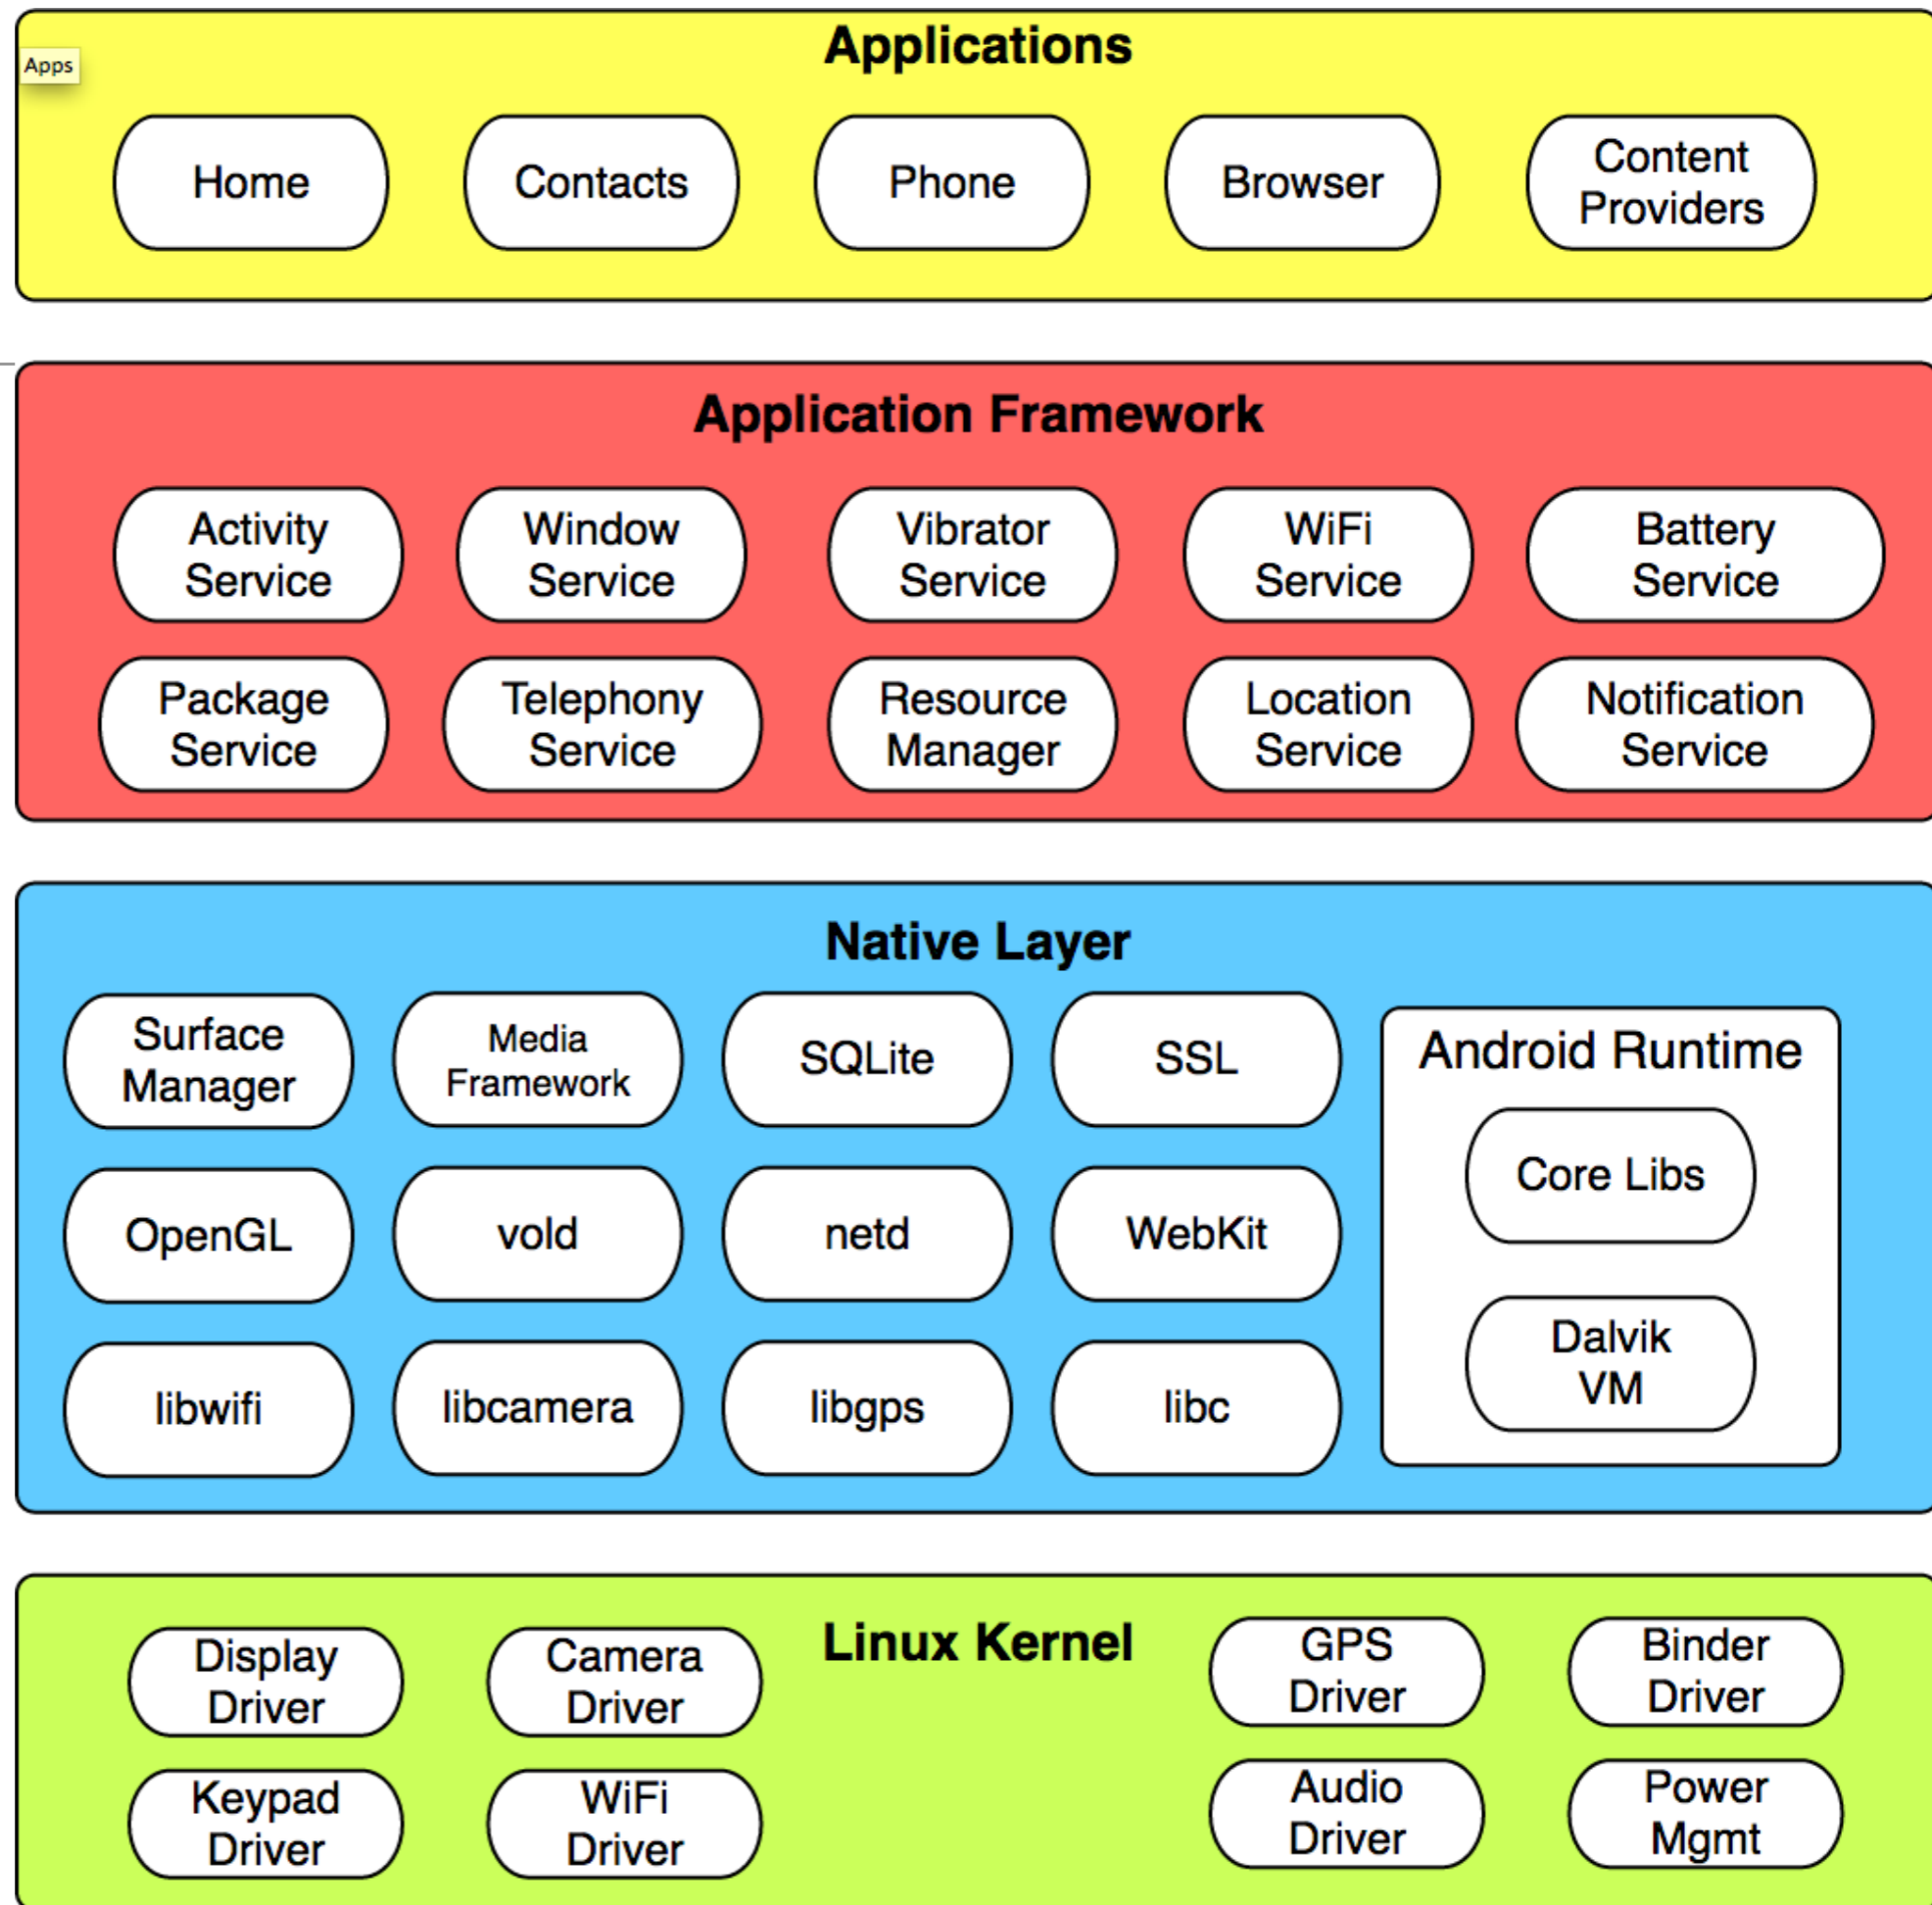 Applications
Apps
Home
Contacts
Phone
Browser
Content
Providers
Application Framework
Activity
Service
Window
Service
Vibrator
Service
WiFi
Service
Battery
Service
Package
Service
Telephony
Service
Resource
Manager
Location
Service
Notification
Service
Native Layer
Surface
Manager
Media
Framework
SQLite
SSL
OpenGL
vold
netd
WebKit
libwifi
libcamera
libgps
libc
Android Runtime
Core Libs
Dalvik
VM
Linux Kernel
Display
Driver
Camera
Driver
GPS
Driver
Binder
Driver
Keypad
Driver
WiFi
Driver
Audio
Driver
Power
Mgmt